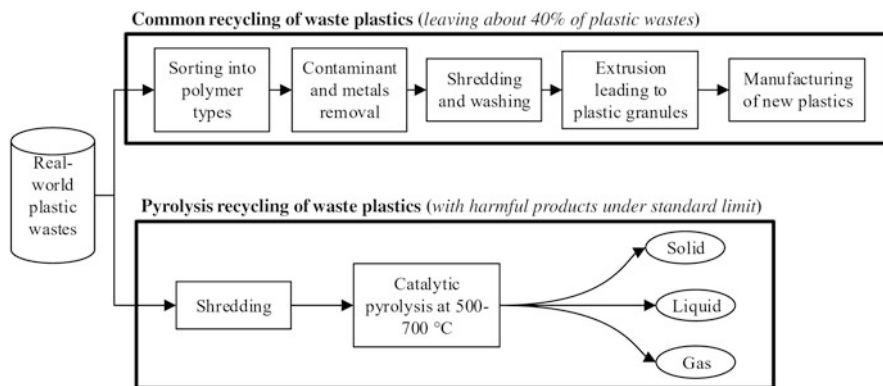 Common recycling of waste plastics (leaving about 40% of plastic wastes)
Sorting into
polymer
types
Contaminant
and metals
removal
Shredding
and washing
Extrusion
leading to
plastic granules
Manufacturing
of new plastics
Real-
world
plastic
wastes
Pyrolysis recycling of waste plastics (with harmful products under standard limit)
Shredding
Catalytic
pyrolysis at 500-
700 °C
Solid
Liquid
Gas